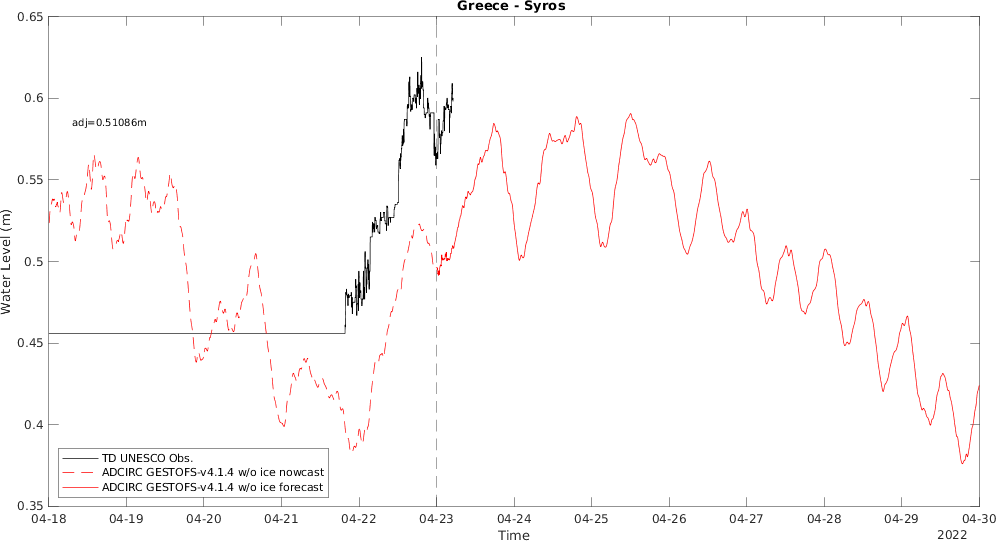 Greece - Syros
0.65
0.6
0.55
0.5
0.45
0.4
0.35
Water Level (m)
adj=0.51086m
TD UNESCO Obs.
ADCIRC GESTOFS-v4.1.4 w/o ice nowcast
ADCIRC GESTOFS-v4.1.4 w/o ice forecast
04-18 04-19 04-20 04-21 04-22 04-23 04-24 04-25 04-26 04-27 04-28 04-29 04-30
Time
2022